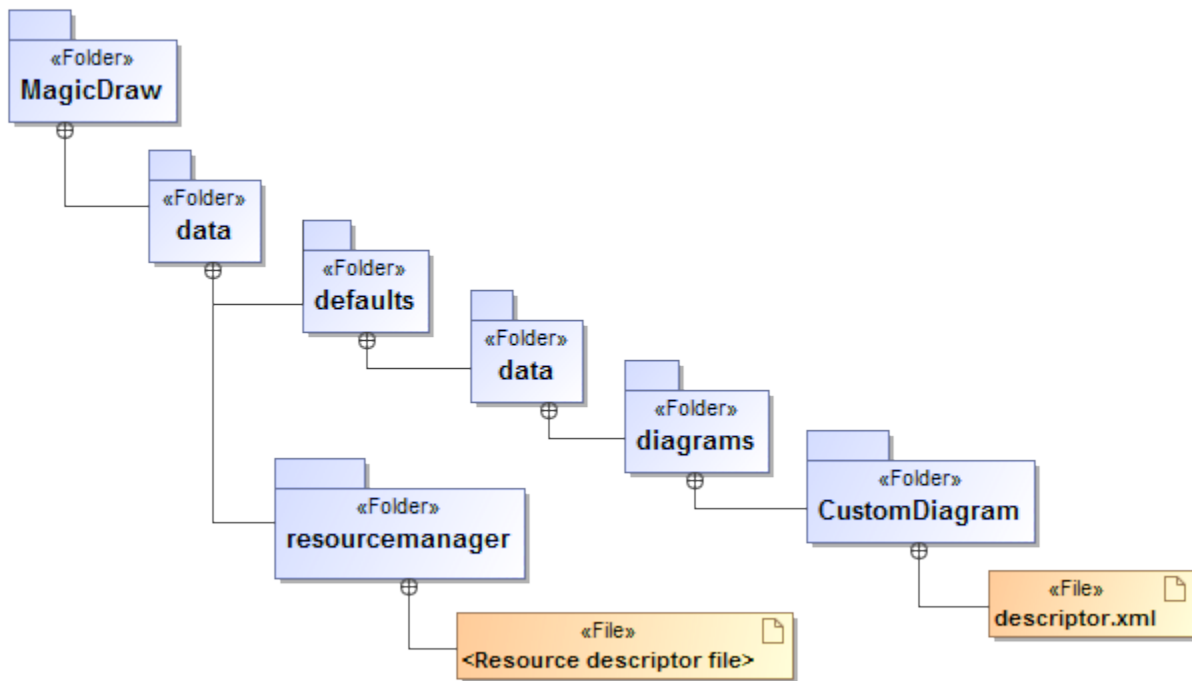 «Folder»
MagicDraw
«Folder»
data
«Folder»
defaults
«Folder»
data
«Folder»
diagrams
«Folder»
CustomDiagram
«Folder»
resourcemanager
«File»
descriptor.xml
«File»
<Resource descriptor file>